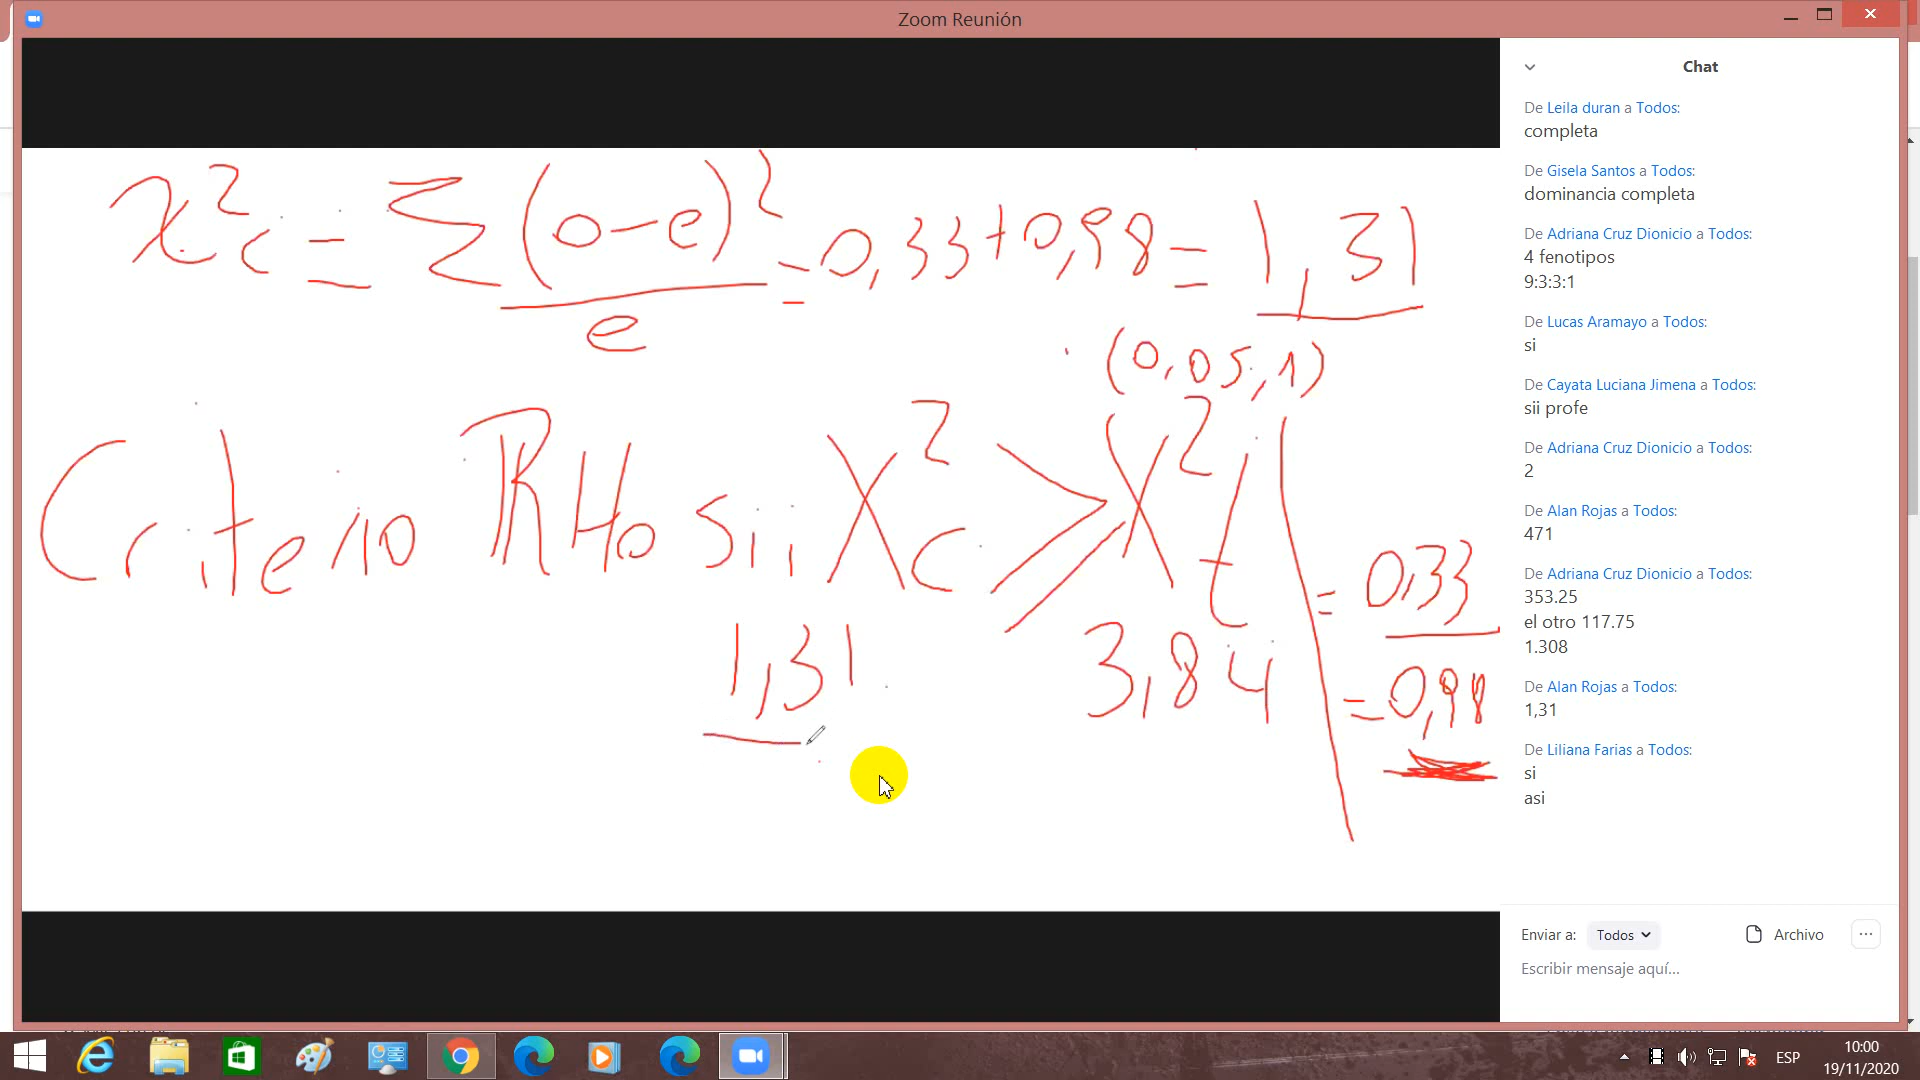 Zoom Reunión
χ²c = Σ (o-e)² / e = 0,33+0,98 = 1,31
(0,05,1)
Criterio RHo sii X²c ≥ X²t
= 0,33
1,31 3,84
= 0,98
Chat
De Leila duran a Todos:
completa
De Gisela Santos a Todos:
dominancia completa
De Adriana Cruz Dionicio a Todos:
4 fenotipos
9:3:3:1
De Lucas Aramayo a Todos:
si
De Cayata Luciana Jimena a Todos:
sii profe
De Adriana Cruz Dionicio a Todos:
2
De Alan Rojas a Todos:
471
De Adriana Cruz Dionicio a Todos:
353.25
el otro 117.75
1.308
De Alan Rojas a Todos:
1,31
De Liliana Farias a Todos:
si
asi
Enviar a: Todos Archivo
Escribir mensaje aquí...
ESP
10:00
19/11/2020